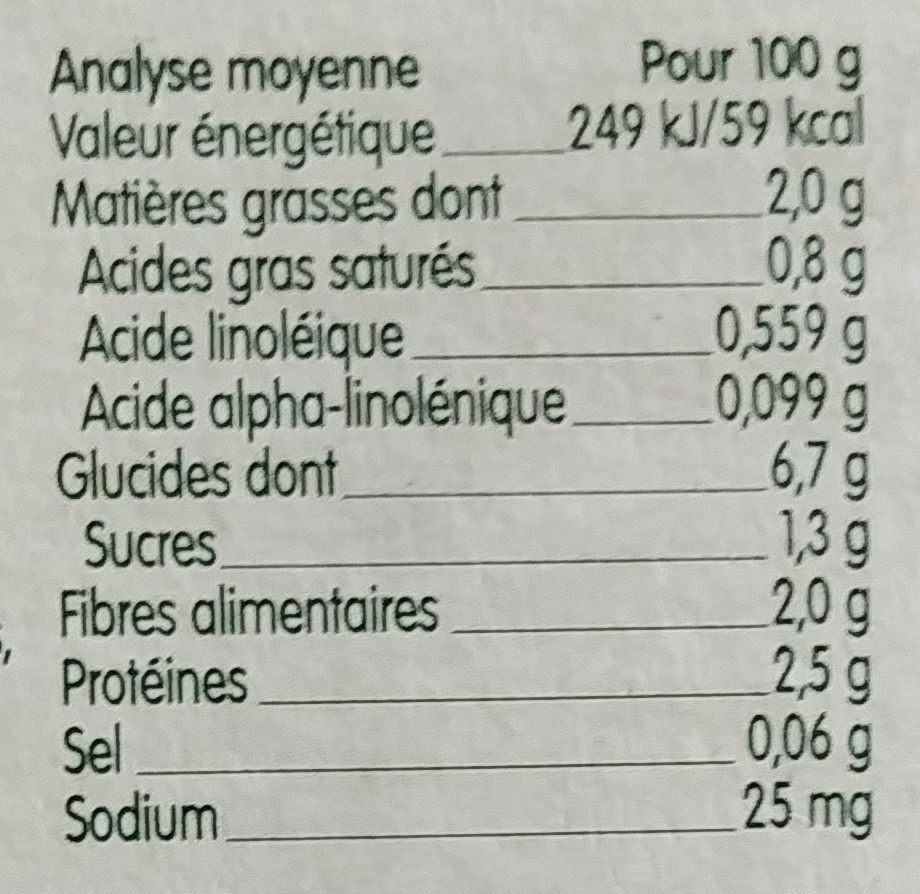 Analyse moyenne Pour 100 g
Valeur énergétique 249 kJ/59 kcal
Matières grasses dont 2,0 g
Acides gras saturés 0,8 g
Acide linoléique 0,559 g
Acide alpha-linolénique 0,099 g
Glucides dont 6,7 g
Sucres 1,3 g
Fibres alimentaires 2,0 g
Protéines 2,5 g
Sel 0,06 g
Sodium 25 mg